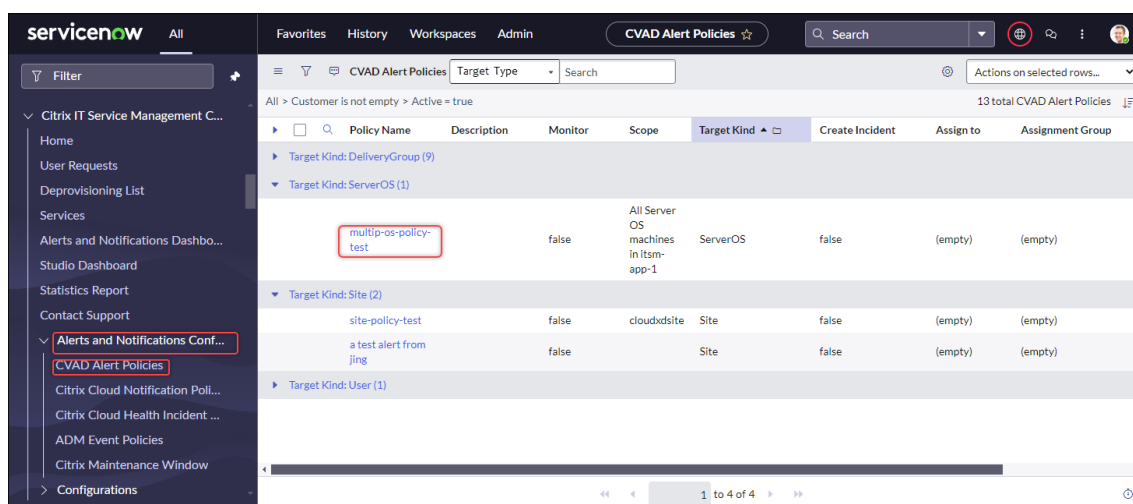 servicenow All Favorites History Workspaces Admin CVAD Alert Policies Search
Filter
CVAD Alert Policies Target Type Search Actions on selected rows...
All > Customer is not empty > Active = true 13 total CVAD Alert Policies
Citrix IT Service Management C...
Home
User Requests
Deprovisioning List
Services
Alerts and Notifications Dashbo...
Studio Dashboard
Statistics Report
Contact Support
Alerts and Notifications Conf...
CVAD Alert Policies
Citrix Cloud Notification Poli...
Citrix Cloud Health Incident ...
ADM Event Policies
Citrix Maintenance Window
Configurations
Policy Name Description Monitor Scope Target Kind Create Incident Assign to Assignment Group
Target Kind: DeliveryGroup (9)
Target Kind: ServerOS (1)
multip-os-policy-
test
false
All Server
OS
machines
in itsm-
app-1
ServerOS false (empty) (empty)
Target Kind: Site (2)
site-policy-test false cloudxdsite Site false (empty) (empty)
a test alert from
jing
false Site false (empty) (empty)
Target Kind: User (1)
1 to 4 of 4